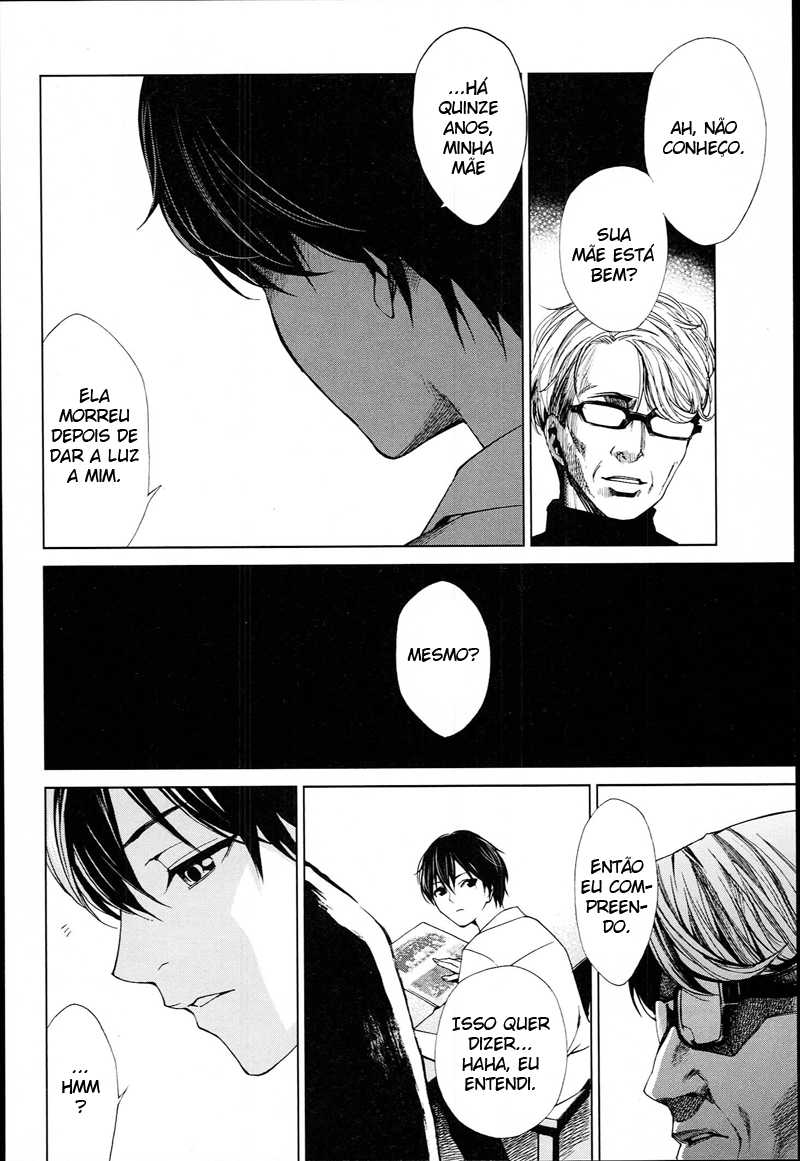 AH, NÃO
CONHEÇO.
SUA
MÃE ESTÁ
BEM?
...HÁ
QUINZE
ANOS,
MINHA
MÃE
ELA
MORREU
DEPOIS DE
DAR A LUZ
A MIM.
MESMO?
ENTÃO
EU COM-
PREEN-
DO.
ISSO QUER
DIZER...
HAHA, EU
ENTENDI.
...
HMM
?